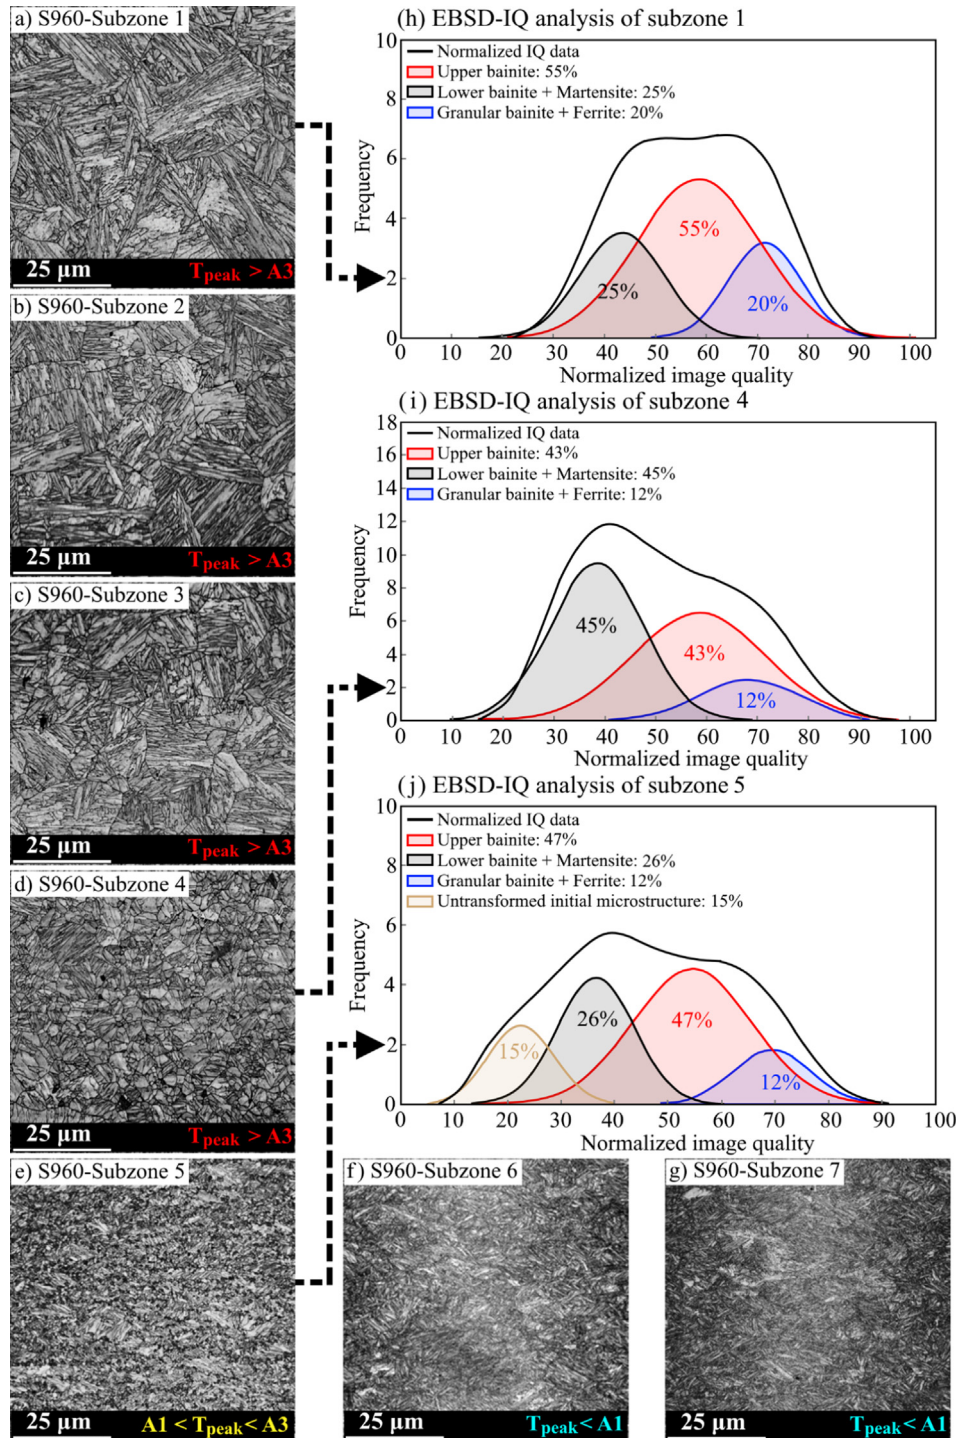 a) S960-Subzone 1
25 µm
Tpeak > A3
b) S960-Subzone 2
25 µm
Tpeak > A3
c) S960-Subzone 3
25 µm
Tpeak > A3
d) S960-Subzone 4
25 µm
Tpeak > A3
e) S960-Subzone 5
25 µm
A1 < Tpeak < A3
(h) EBSD-IQ analysis of subzone 1
Normalized IQ data
Upper bainite: 55%
Lower bainite + Martensite: 25%
Granular bainite + Ferrite: 20%
Frequency
10
8
6
4
2
0
55%
25%
20%
0 10 20 30 40 50 60 70 80 90 100
Normalized image quality
(i) EBSD-IQ analysis of subzone 4
Normalized IQ data
Upper bainite: 43%
Lower bainite + Martensite: 45%
Granular bainite + Ferrite: 12%
Frequency
18
16
14
12
10
8
6
4
2
0
45%
43%
12%
0 10 20 30 40 50 60 70 80 90 100
Normalized image quality
(j) EBSD-IQ analysis of subzone 5
Normalized IQ data
Upper bainite: 47%
Lower bainite + Martensite: 26%
Granular bainite + Ferrite: 12%
Untransformed initial microstructure: 15%
Frequency
10
8
6
4
2
0
15%
26%
47%
12%
0 10 20 30 40 50 60 70 80 90 100
Normalized image quality
f) S960-Subzone 6
25 µm
Tpeak < A1
g) S960-Subzone 7
25 µm
Tpeak < A1